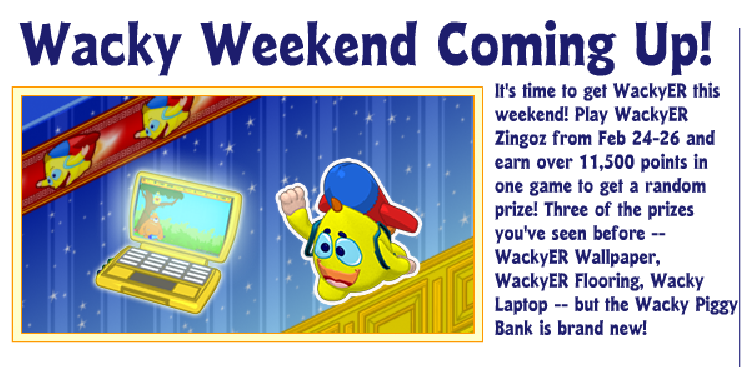 Wacky Weekend Coming Up!
It's time to get WackyER this
weekend! Play WackyER
Zingoz from Feb 24-26 and
earn over 11,500 points in
one game to get a random
prize! Three of the prizes
you've seen before --
WackyER Wallpaper,
WackyER Flooring, Wacky
Laptop -- but the Wacky Piggy
Bank is brand new!